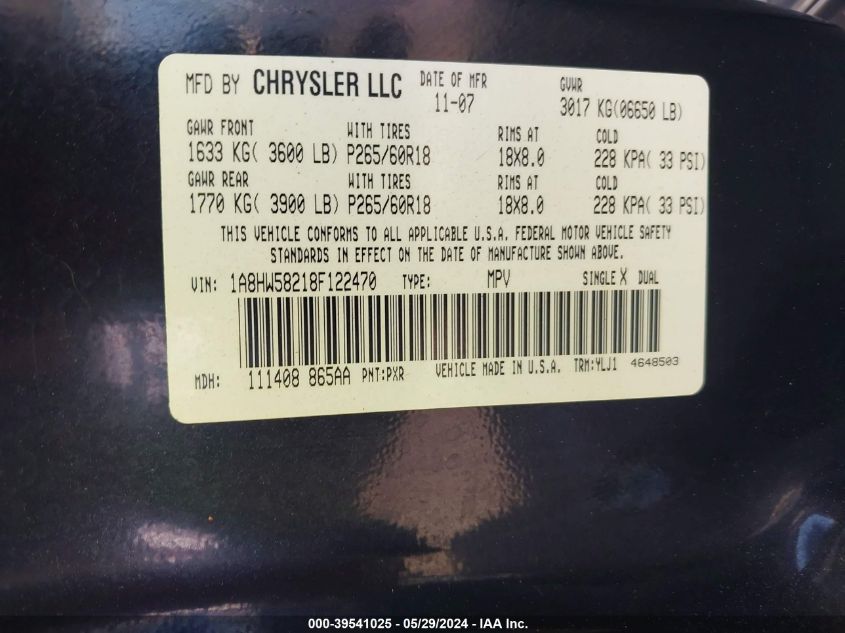 MFD BY CHRYSLER LLC DATE OF MFR 11-07 GVWR 3017 KG(06650 LB)
GAWR FRONT WITH TIRES RIMS AT COLD
1633 KG( 3600 LB) P265/60R18 18X8.0 228 KPA( 33 PSI)
GAWR REAR WITH TIRES RIMS AT COLD
1770 KG( 3900 LB) P265/60R18 18X8.0 228 KPA( 33 PSI)
THIS VEHICLE CONFORMS TO ALL APPLICABLE U.S.A. FEDERAL MOTOR VEHICLE SAFETY
STANDARDS IN EFFECT ON THE DATE OF MANUFACTURE SHOWN ABOVE.
VIN: 1A8HW58218F122470 TYPE: MPV SINGLE X DUAL
MDH: 111408 865AA PNT:PXR VEHICLE MADE IN U.S.A. TRM:YLJ1 4648503
000-39541025 - 05/29/2024 - IAA Inc.